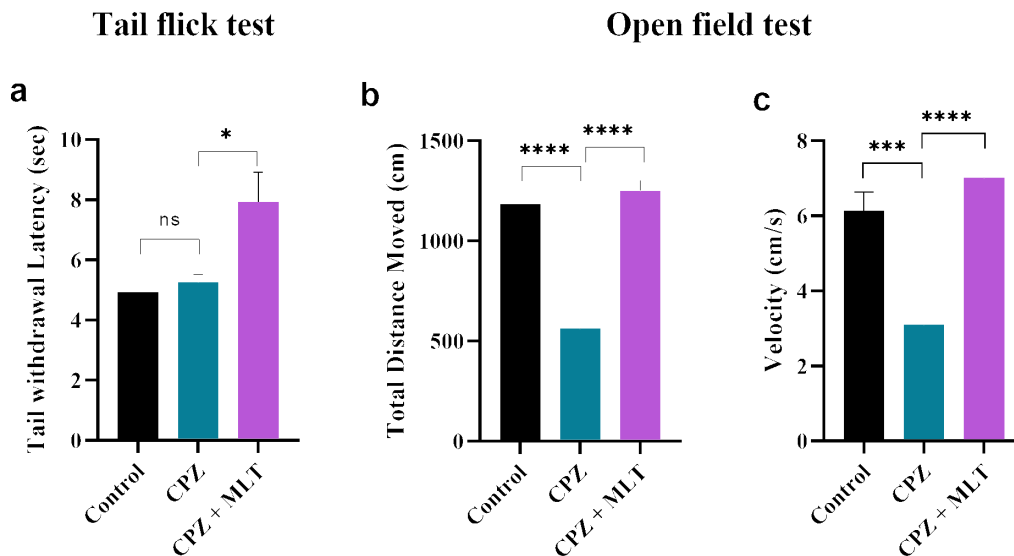 Tail flick test
Open field test
a
Tail withdrawal Latency (sec)
10
8
6
4
2
0
ns
*
Control
CPZ
CPZ + MLT
b
Total Distance Moved (cm)
1500
1000
500
0
****
****
Control
CPZ
CPZ + MLT
c
Velocity (cm/s)
8
6
4
2
0
***
****
Control
CPZ
CPZ + MLT